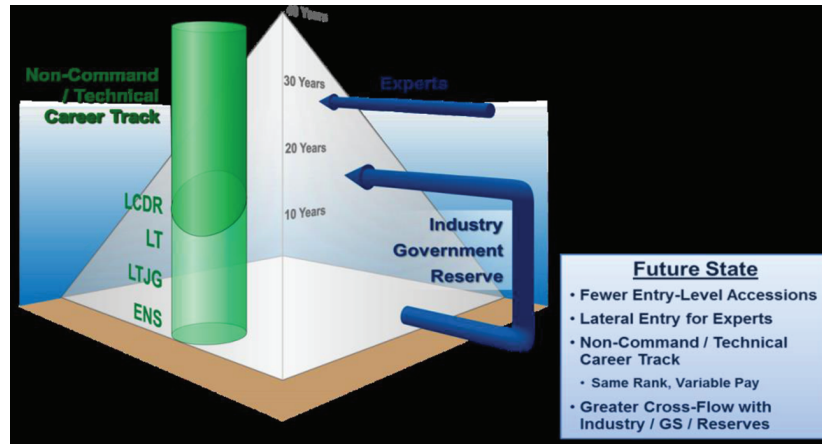 40 Years
Non-Command
/ Technical
Career Track
30 Years
Experts
20 Years
LCDR
10 Years
LT
LTJG
ENS
Industry
Government
Reserve
Future State
• Fewer Entry-Level Accessions
• Lateral Entry for Experts
• Non-Command / Technical
Career Track
• Same Rank, Variable Pay
• Greater Cross-Flow with
Industry / GS / Reserves